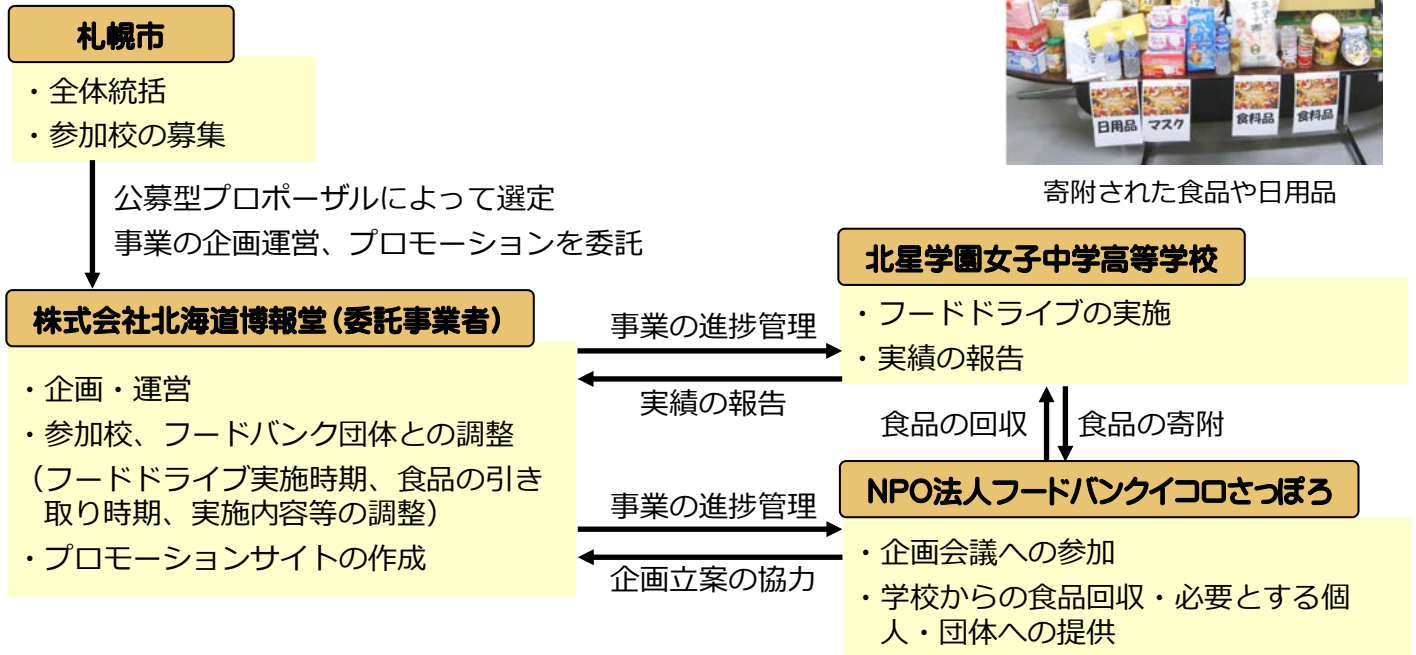 札幌市
・全体統括
・参加校の募集
公募型プロポーザルによって選定
事業の企画運営、プロモーションを委託
日用品
マスク
食料品
食料品
寄附された食品や日用品
株式会社北海道博報堂(委託事業者)
・企画・運営
・参加校、フードバンク団体との調整
(フードドライブ実施時期、食品の引き
取り時期、実施内容等の調整)
・プロモーションサイトの作成
事業の進捗管理
実績の報告
北星学園女子中学高等学校
・フードドライブの実施
・実績の報告
食品の回収
食品の寄附
事業の進捗管理
企画立案の協力
NPO法人フードバンクイコロさっぽろ
・企画会議への参加
・学校からの食品回収・必要とする個
人・団体への提供